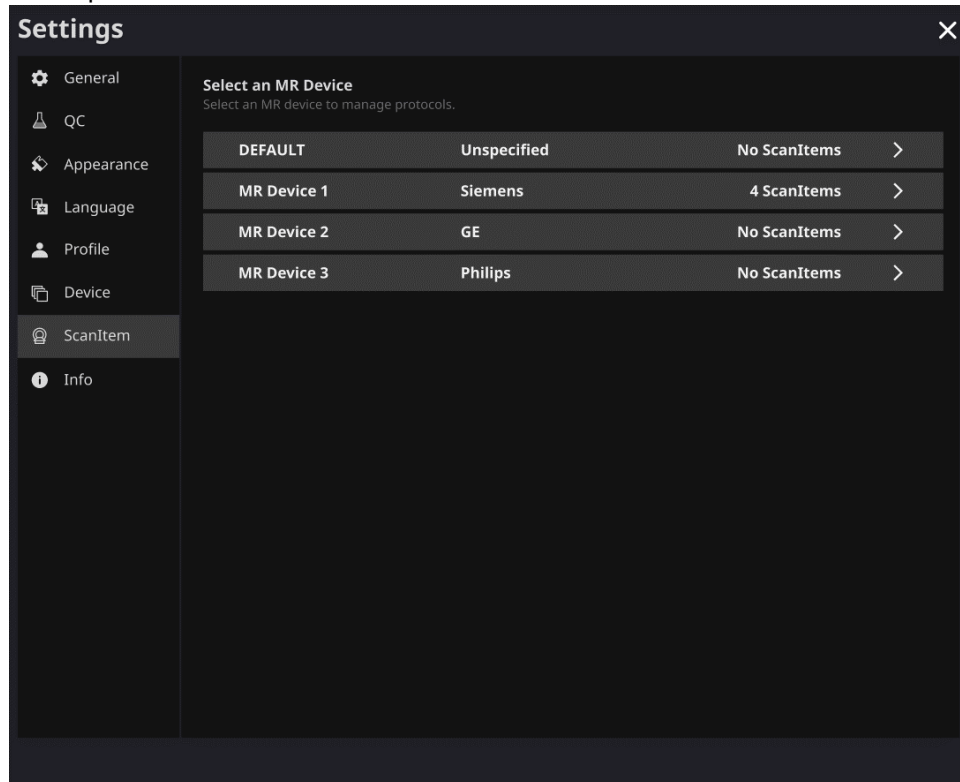 Settings
General
QC
Appearance
Language
Profile
Device
ScanItem
Info
Select an MR Device
Select an MR device to manage protocols.
DEFAULT Unspecified No ScanItems
MR Device 1 Siemens 4 ScanItems
MR Device 2 GE No ScanItems
MR Device 3 Philips No ScanItems